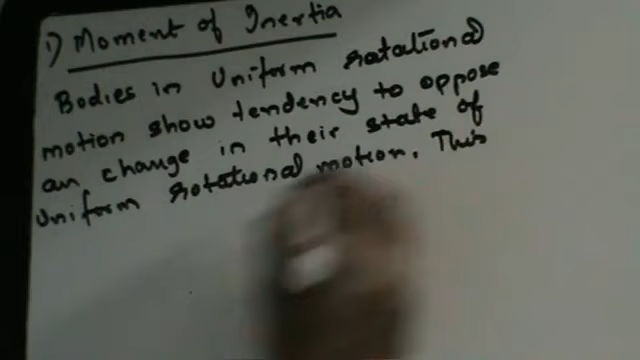 1) Moment of Inertia
Bodies in Uniform rotational
motion show tendency to oppose
an change in their state of
Uniform rotational motion. This